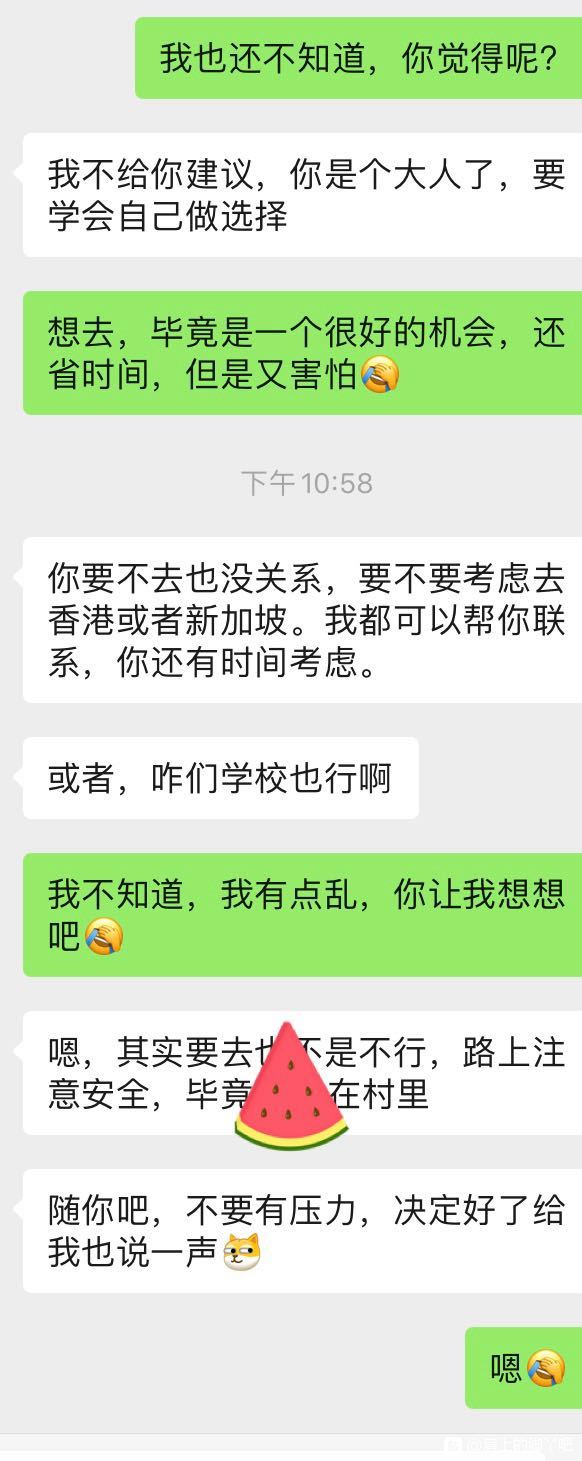 我也还不知道，你觉得呢？
我不给你建议，你是个大人了，要
学会自己做选择
想去，毕竟是一个很好的机会，还
省时间，但是又害怕🤦
下午10:58
你要不去也没关系，要不要考虑去
香港或者新加坡。我都可以帮你联
系，你还有时间考虑。
或者，咋们学校也行啊
我不知道，我有点乱，你让我想想
吧🤦
嗯，其实要去也不是不行，路上注
意安全，毕竟 在村里
随你吧，不要有压力，决定好了给
我也说一声
嗯🤦